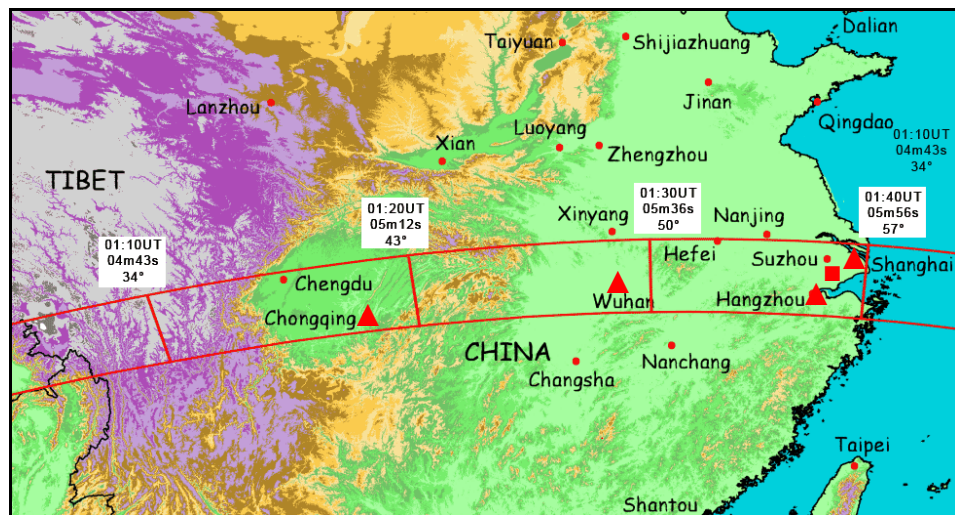 Dalian
Taiyuan
Shijiazhuang
Jinan
Lanzhou
Qingdao
Luoyang
Xian
Zhengzhou
01:10UT
04m43s
34°
TIBET
01:30UT
05m36s
50°
01:40UT
05m56s
57°
01:20UT
05m12s
43°
Xinyang
Nanjing
01:10UT
04m43s
34°
Hefei
Suzhou
Shanghai
Chengdu
Wuhan
Hangzhou
Chongqing
CHINA
Nanchang
Changsha
Taipei
Shantou